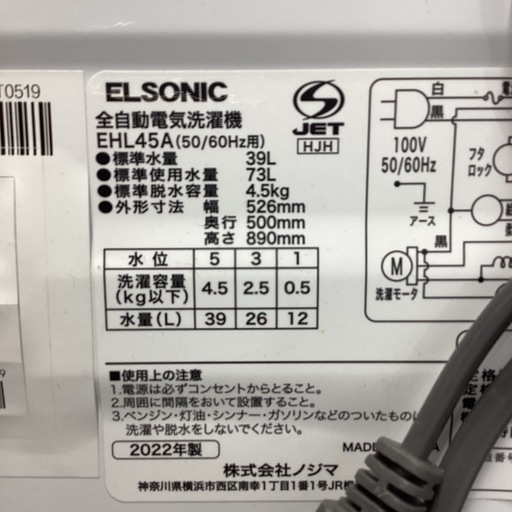 T0519
ELSONIC
全自動電気洗濯機
EHL45A(50/60Hz用)
●標準水量 39L
●標準使用水量 73L
●標準脱水容量 4.5kg
●外形寸法 幅 526mm
奥行 500mm
高さ 890mm
JET
HJH
水位 5 3 1
洗濯容量(kg以下) 4.5 2.5 0.5
水量(L) 39 26 12
白
黒
100V
50/60Hz
アース
フタ
ロック
黒
M
洗濯モータ
■使用上の注意
1.電源は必ずコンセントからとること。
2.周囲に間隔をおいて設置すること。
3.ベンジン・灯油・シンナー・ガソリンなどのついたものは
洗濯や脱水をしないでください。
2022年製
MADE
A
株式会社ノジマ
神奈川県横浜市西区南幸1丁目1番1号JR横